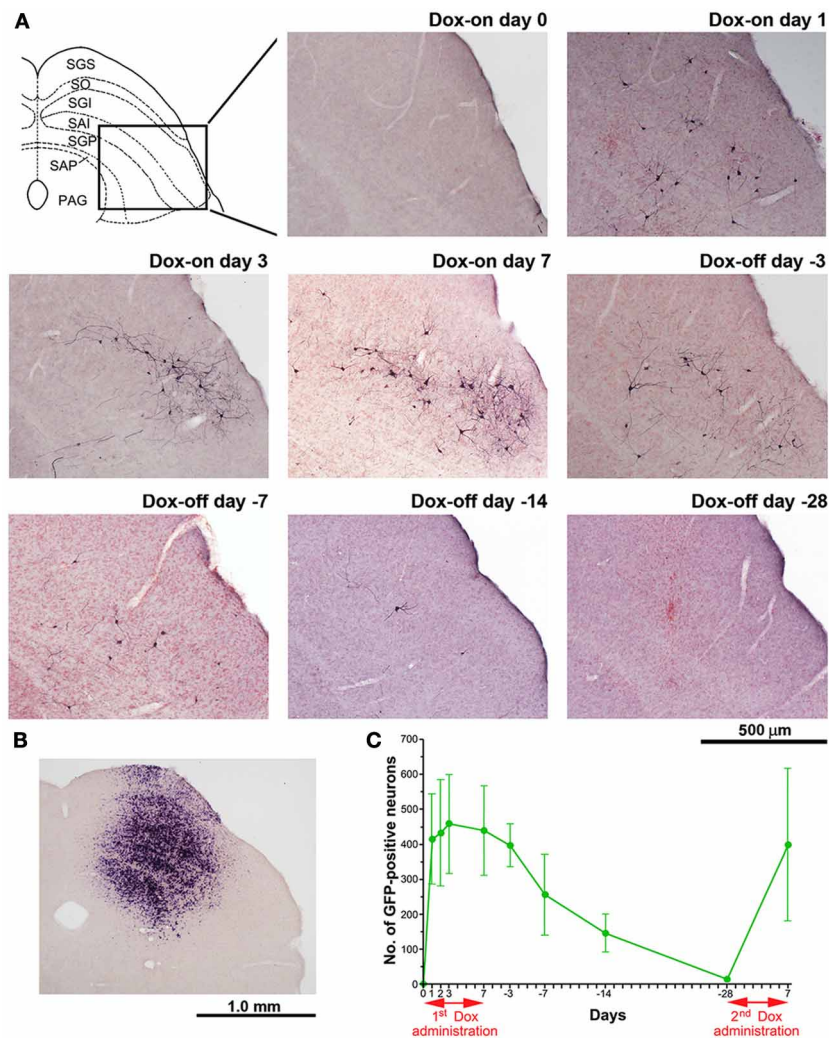 A
Dox-on day 0
Dox-on day 1
SGS
SO
SGI
SAI
SGP
SAP
PAG
Dox-on day 3
Dox-on day 7
Dox-off day -3
Dox-off day -7
Dox-off day -14
Dox-off day -28
500 µm
B
1.0 mm
C
No. of GFP-positive neurons
700
600
500
400
300
200
100
0
0 1 2 3 7 -3 -7 -14 -28 7
1st Dox administration
Days
2nd Dox administration